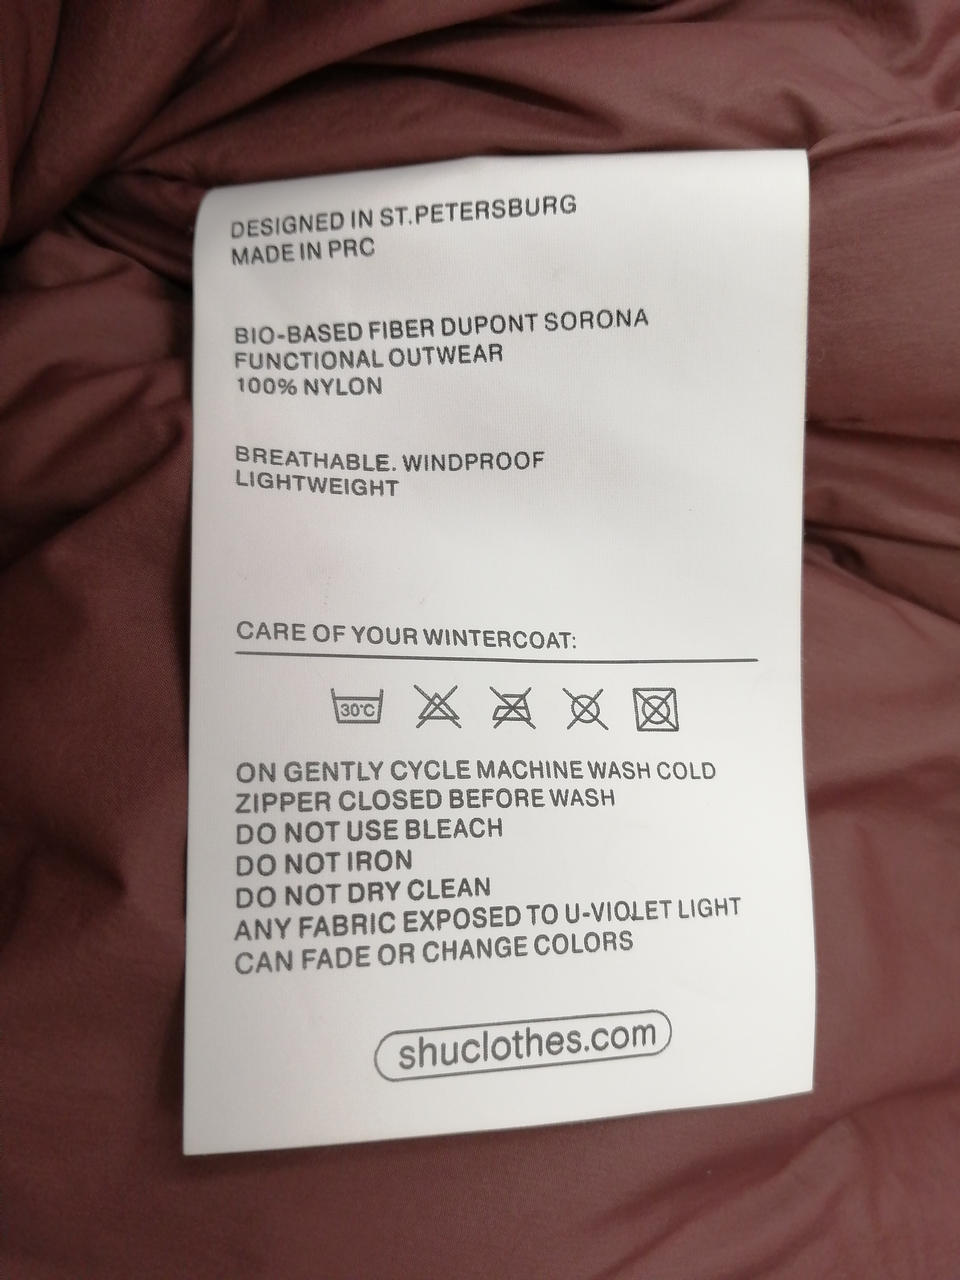 DESIGNED IN ST.PETERSBURG
MADE IN PRC
BIO-BASED FIBER DUPONT SORONA
FUNCTIONAL OUTWEAR
100% NYLON
BREATHABLE. WINDPROOF
LIGHTWEIGHT
CARE OF YOUR WINTERCOAT:
30°C
ON GENTLY CYCLE MACHINE WASH COLD
ZIPPER CLOSED BEFORE WASH
DO NOT USE BLEACH
DO NOT IRON
DO NOT DRY CLEAN
ANY FABRIC EXPOSED TO U-VIOLET LIGHT
CAN FADE OR CHANGE COLORS
shuclothes.com